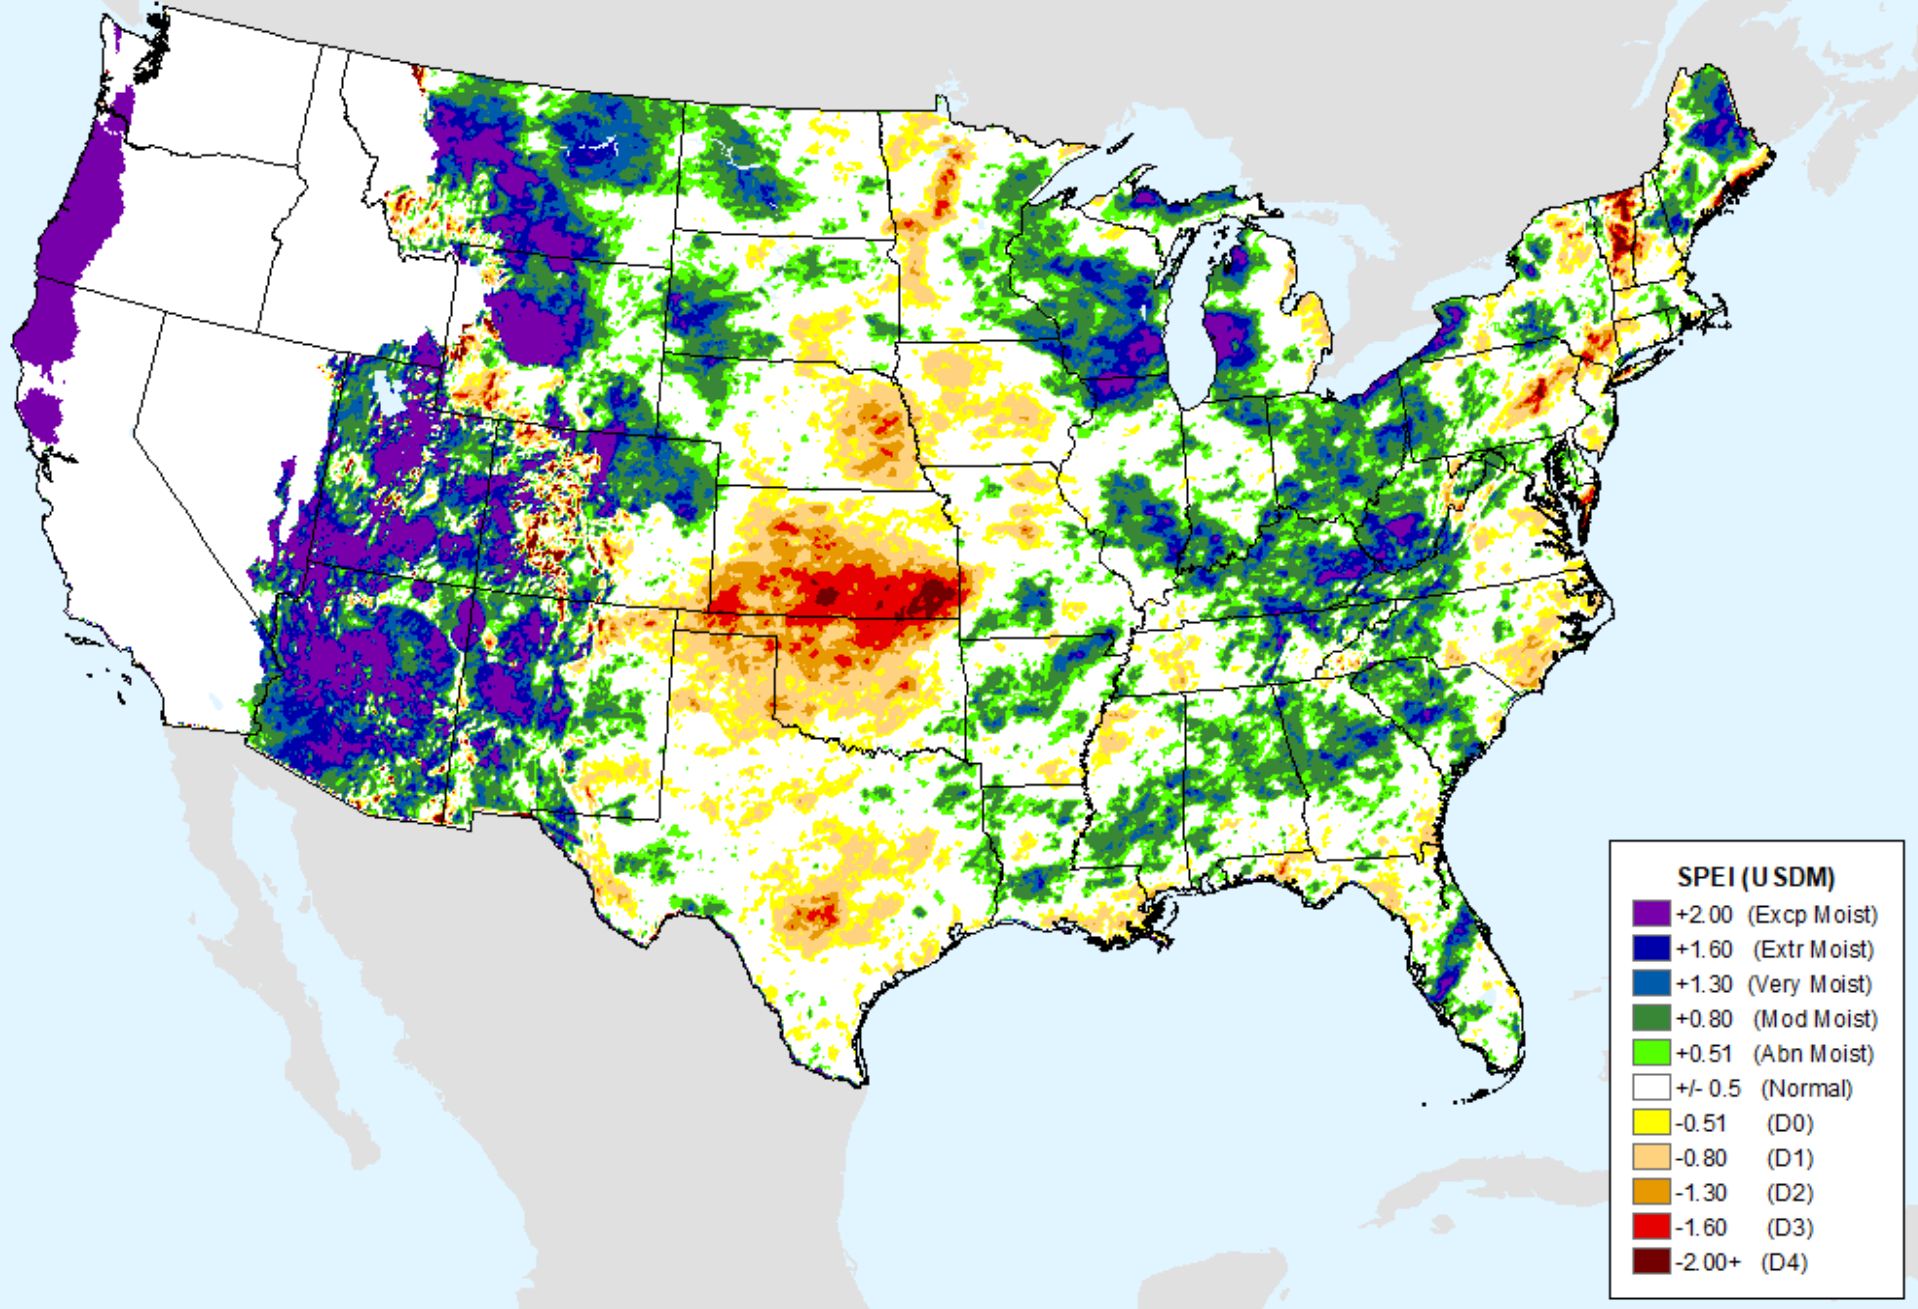 SPEI (USDM)
+2.00 (Excp Moist)
+1.60 (Extr Moist)
+1.30 (Very Moist)
+0.80 (Mod Moist)
+0.51 (Abn Moist)
+/- 0.5 (Normal)
-0.51 (D0)
-0.80 (D1)
-1.30 (D2)
-1.60 (D3)
-2.00+ (D4)